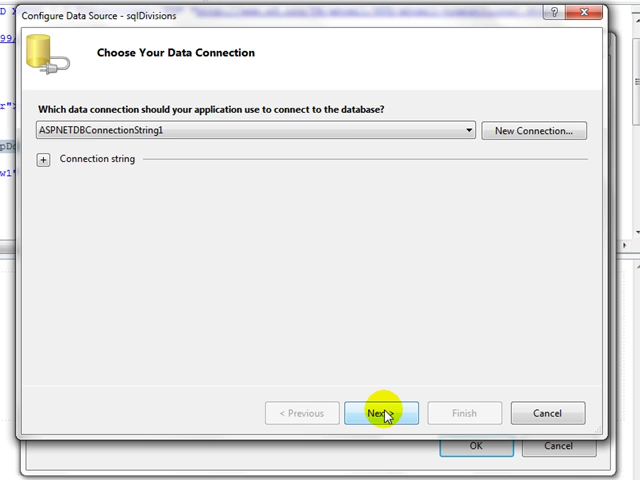 Configure Data Source - sqlDivisions
?
Choose Your Data Connection
Which data connection should your application use to connect to the database?
ASPNETDBConnectionString1
New Connection...
+ Connection string
< Previous
Next >
Finish
Cancel
OK
Cancel